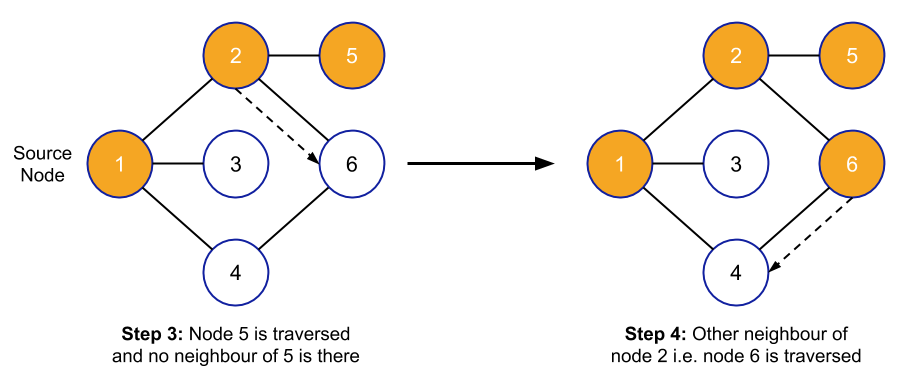 2
5
Source
Node
1
3
6
4
Step 3: Node 5 is traversed
and no neighbour of 5 is there
2
5
1
3
6
4
Step 4: Other neighbour of
node 2 i.e. node 6 is traversed